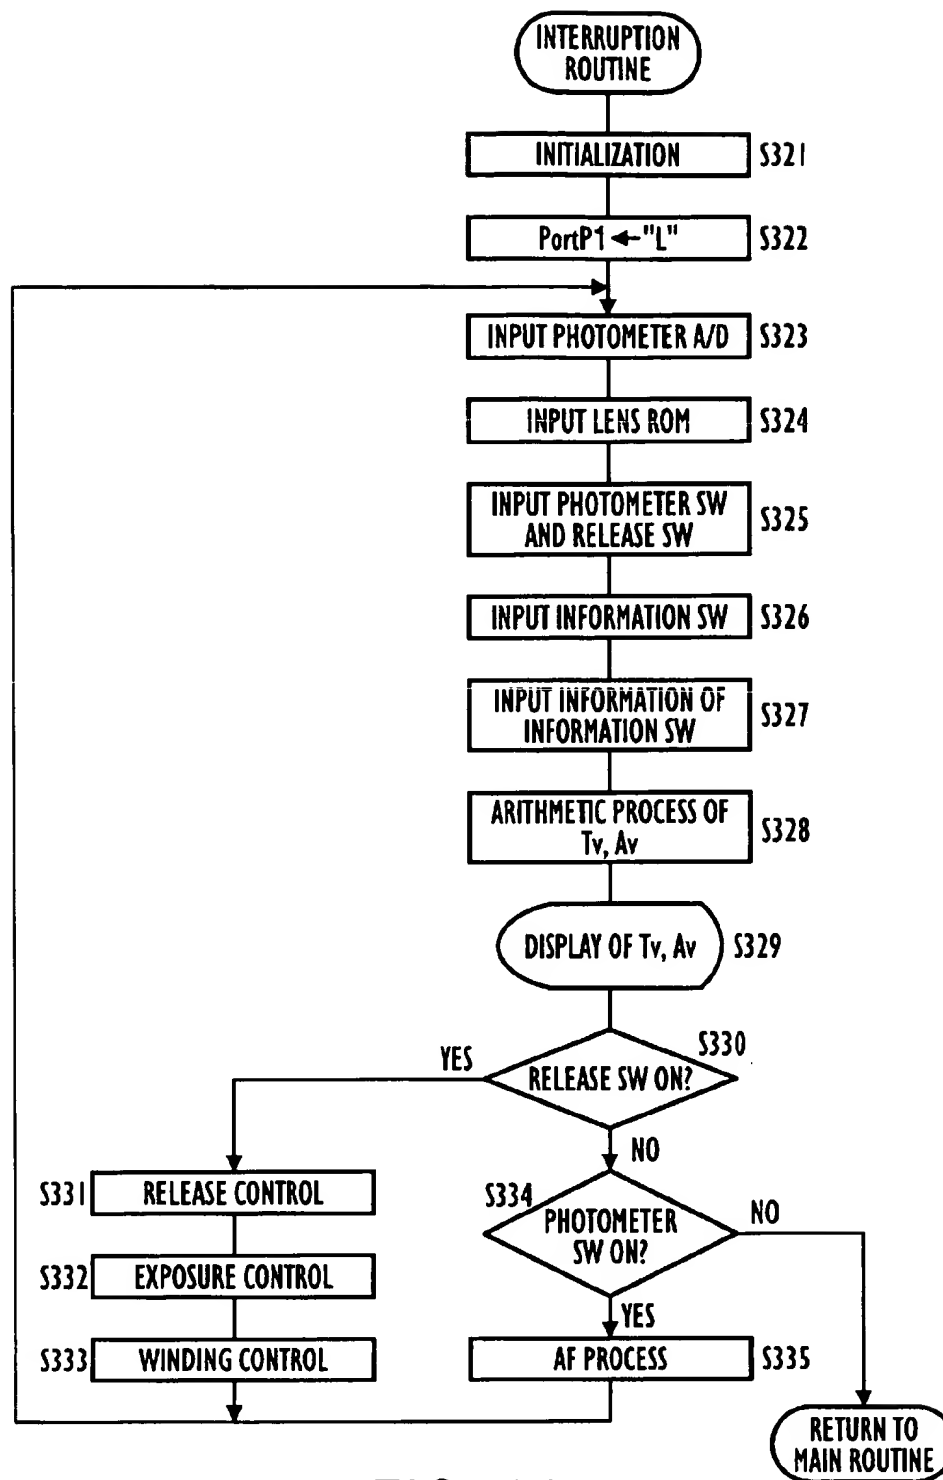 INTERRUPTION
ROUTINE
INITIALIZATION S321
PortP1 ← "L" S322
INPUT PHOTOMETER A/D S323
INPUT LENS ROM S324
INPUT PHOTOMETER SW
AND RELEASE SW S325
INPUT INFORMATION SW S326
INPUT INFORMATION OF
INFORMATION SW S327
ARITHMETIC PROCESS OF
Tv, Av S328
DISPLAY OF Tv, Av S329
S330
YES
RELEASE SW ON?
NO
S331 RELEASE CONTROL
S332 EXPOSURE CONTROL
S333 WINDING CONTROL
S334
PHOTOMETER
SW ON?
NO
YES
AF PROCESS S335
RETURN TO
MAIN ROUTINE